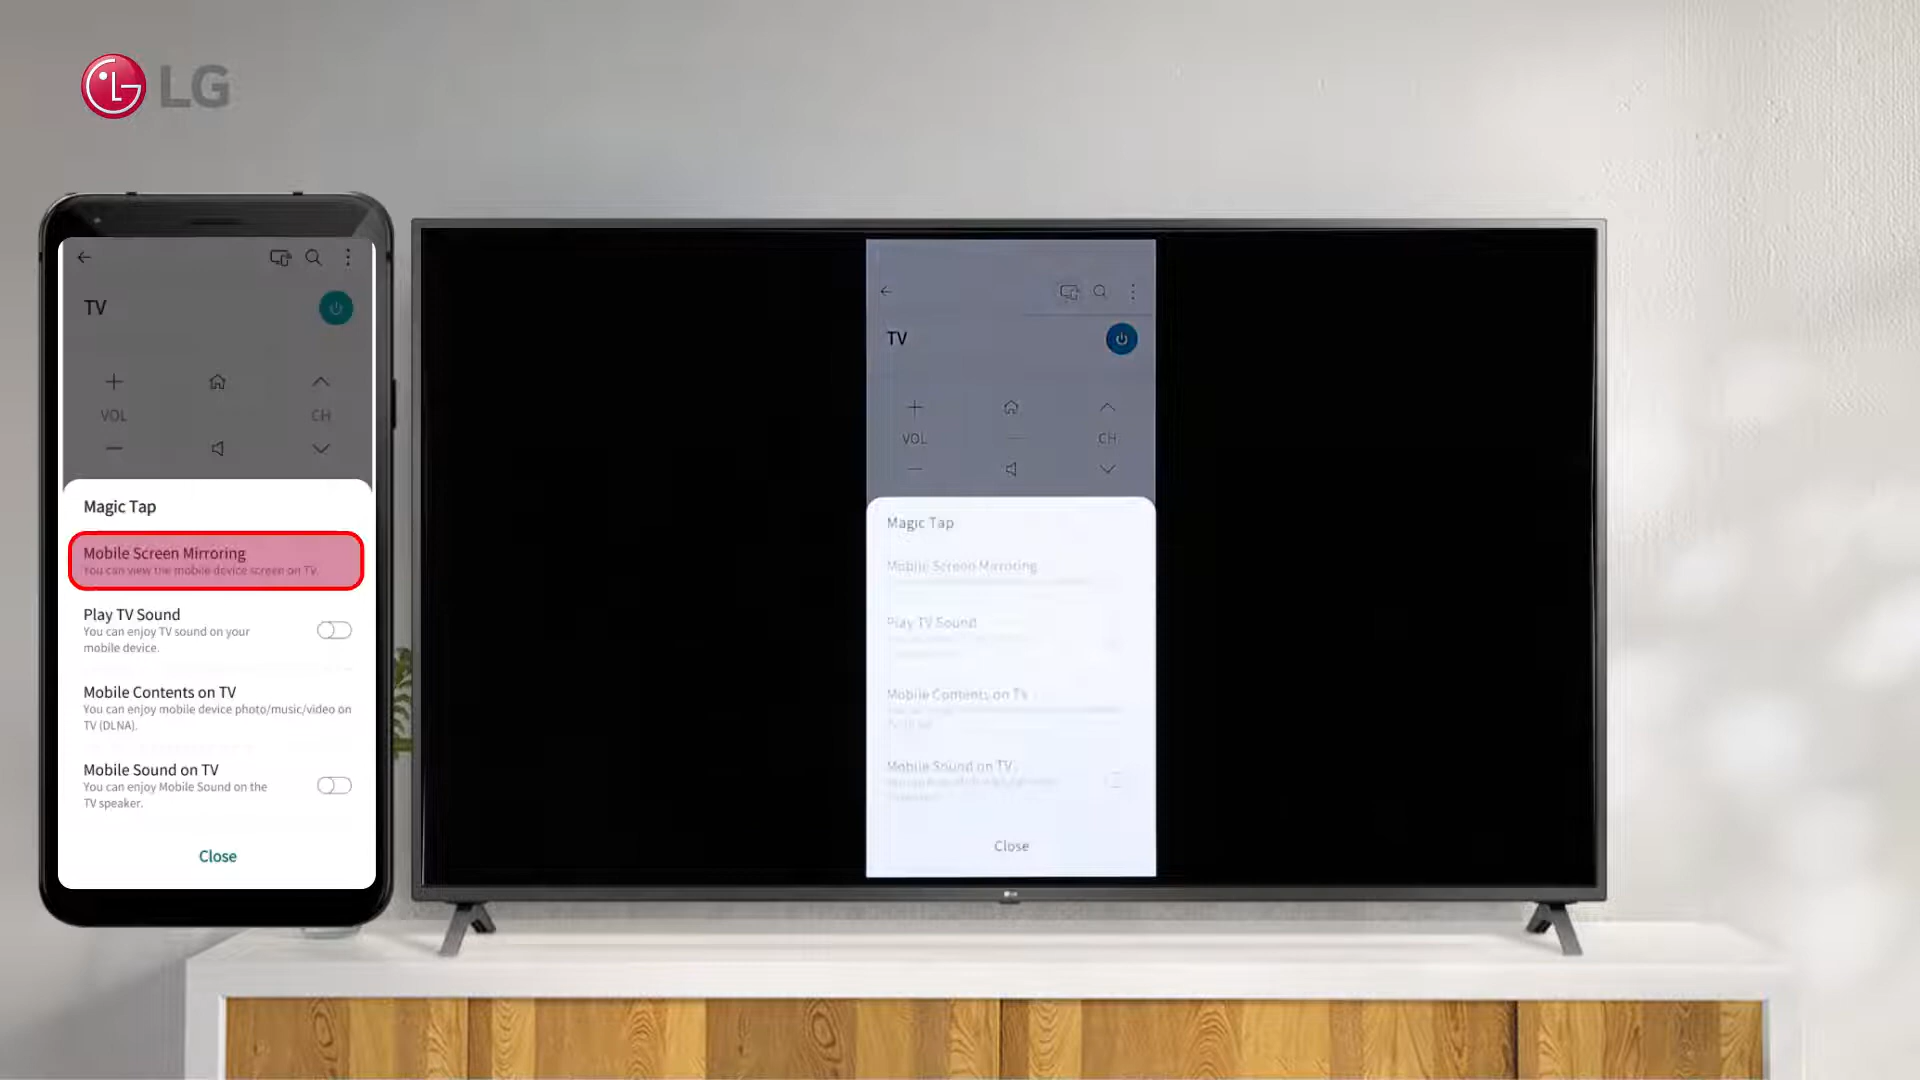 LG
TV
VOL
CH
Magic Tap
Mobile Screen Mirroring
You can view the mobile device screen on TV.
Play TV Sound
You can enjoy TV sound on your
mobile device.
Mobile Contents on TV
You can enjoy mobile device photo/music/video on
TV (DLNA).
Mobile Sound on TV
You can enjoy Mobile Sound on the
TV speaker.
Close
TV
VOL
CH
Magic Tap
Mobile Screen Mirroring
Play TV Sound
Mobile Contents on TV
Mobile Sound on TV
Close